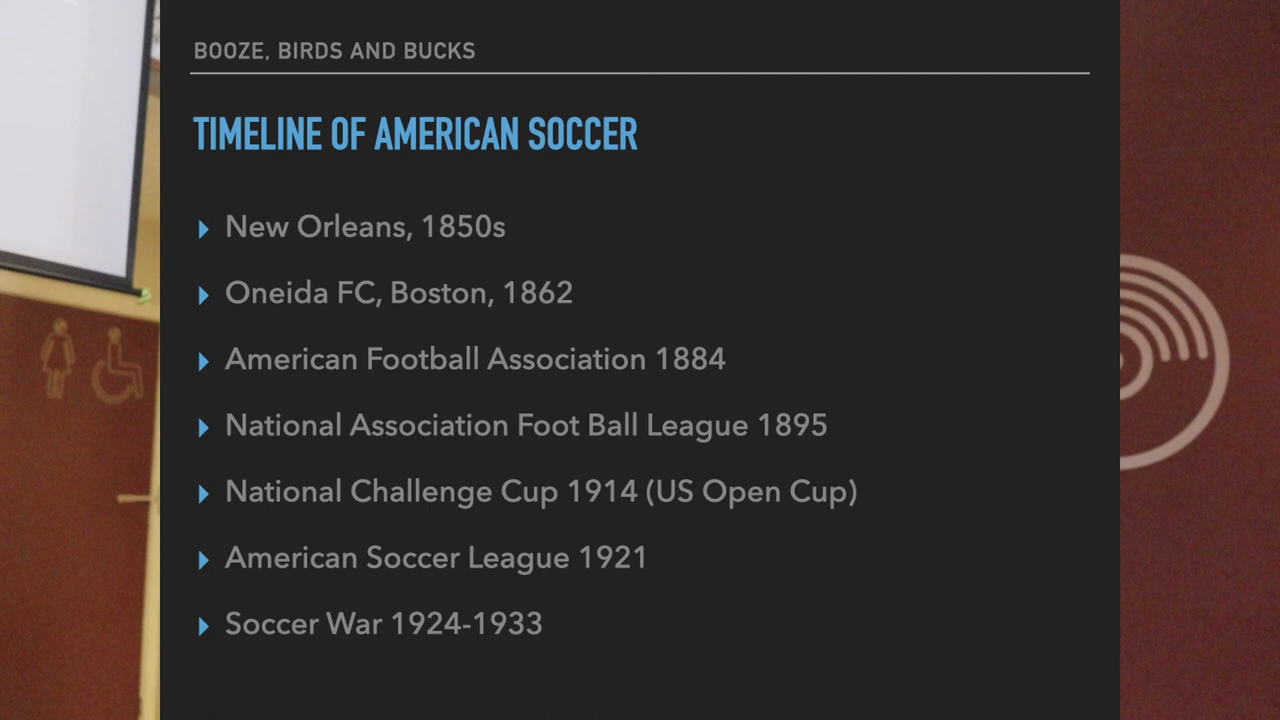 BOOZE, BIRDS AND BUCKS
TIMELINE OF AMERICAN SOCCER
New Orleans, 1850s
Oneida FC, Boston, 1862
American Football Association 1884
National Association Foot Ball League 1895
National Challenge Cup 1914 (US Open Cup)
American Soccer League 1921
Soccer War 1924-1933